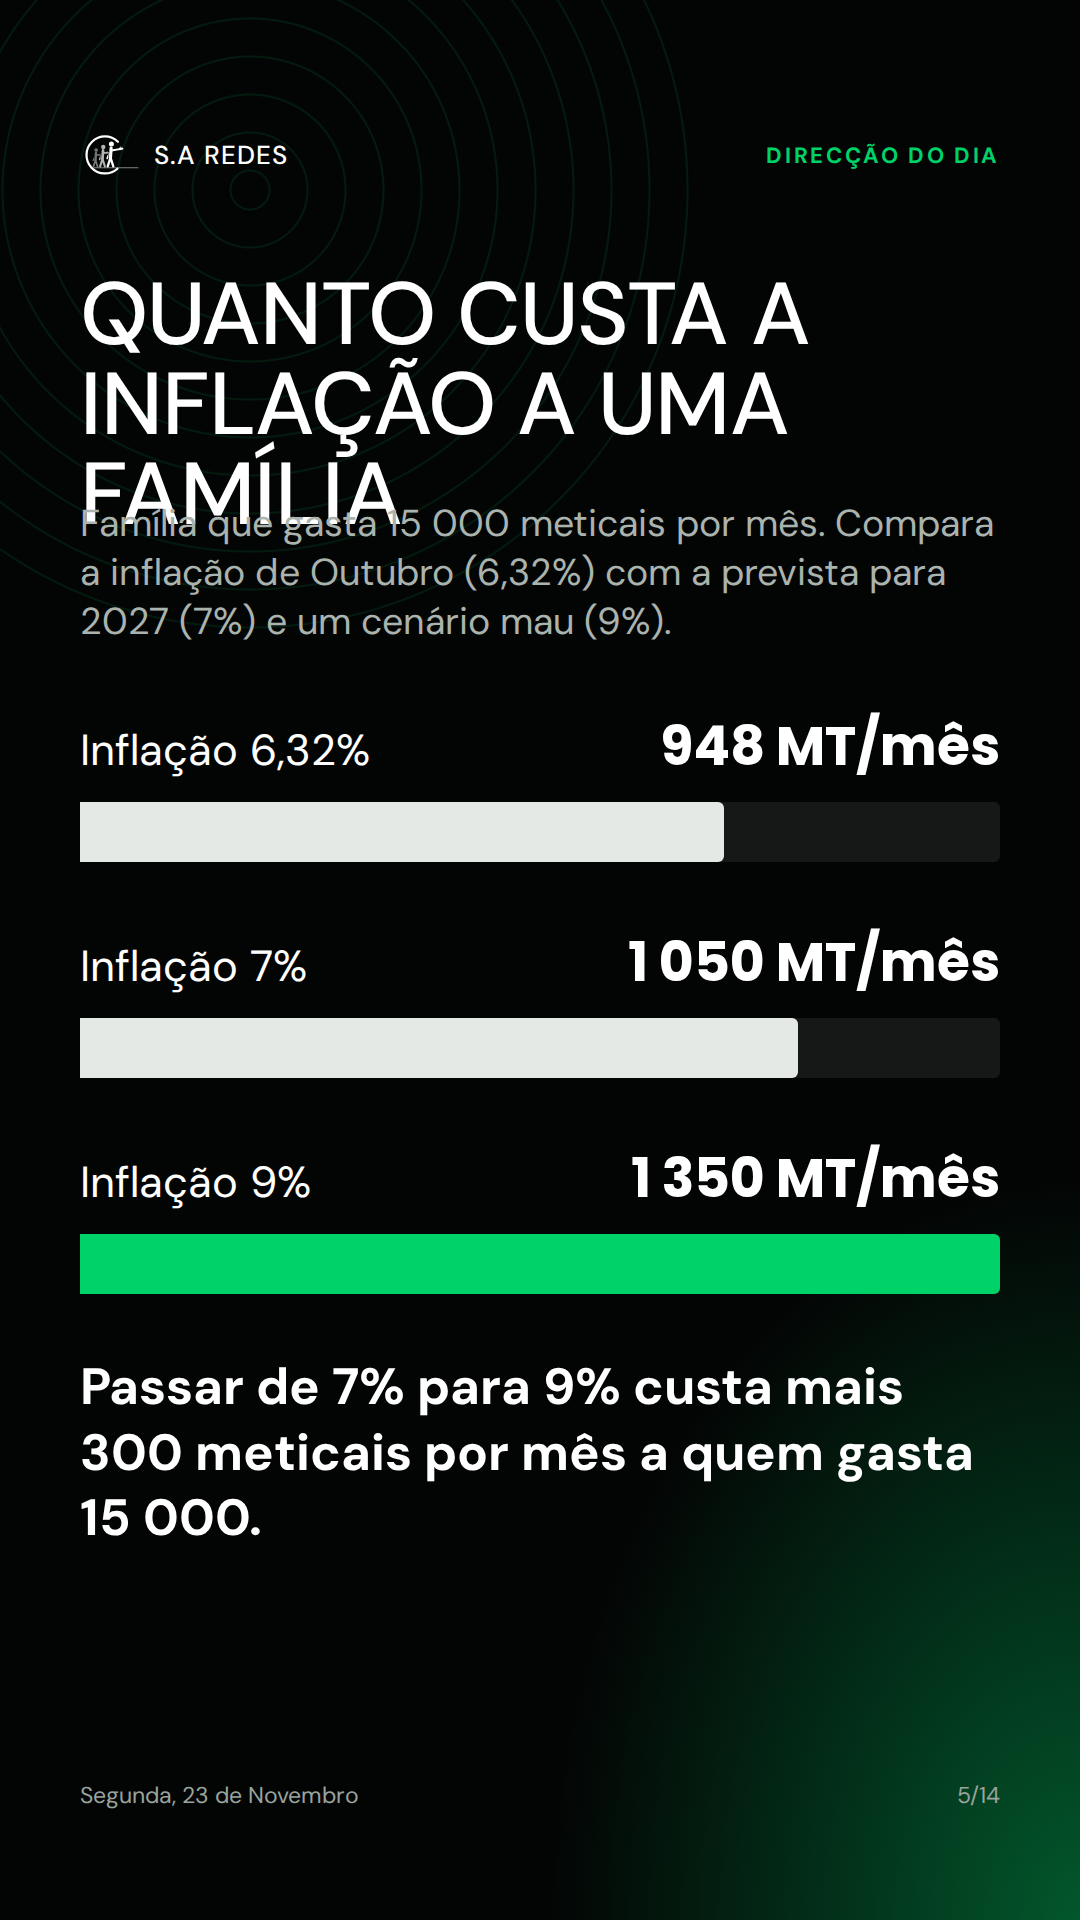 S.A REDES
DIRECÇÃO DO DIA
QUANTO CUSTA A
INFLAÇÃO A UMA
FAMÍLIA
Família que gasta 15 000 meticais por mês. Compara
a inflação de Outubro (6,32%) com a prevista para
2027 (7%) e um cenário mau (9%).
Inflação 6,32%
948 MT/mês
Inflação 7%
1 050 MT/mês
Inflação 9%
1 350 MT/mês
Passar de 7% para 9% custa mais
300 meticais por mês a quem gasta
15 000.
Segunda, 23 de Novembro
5/14